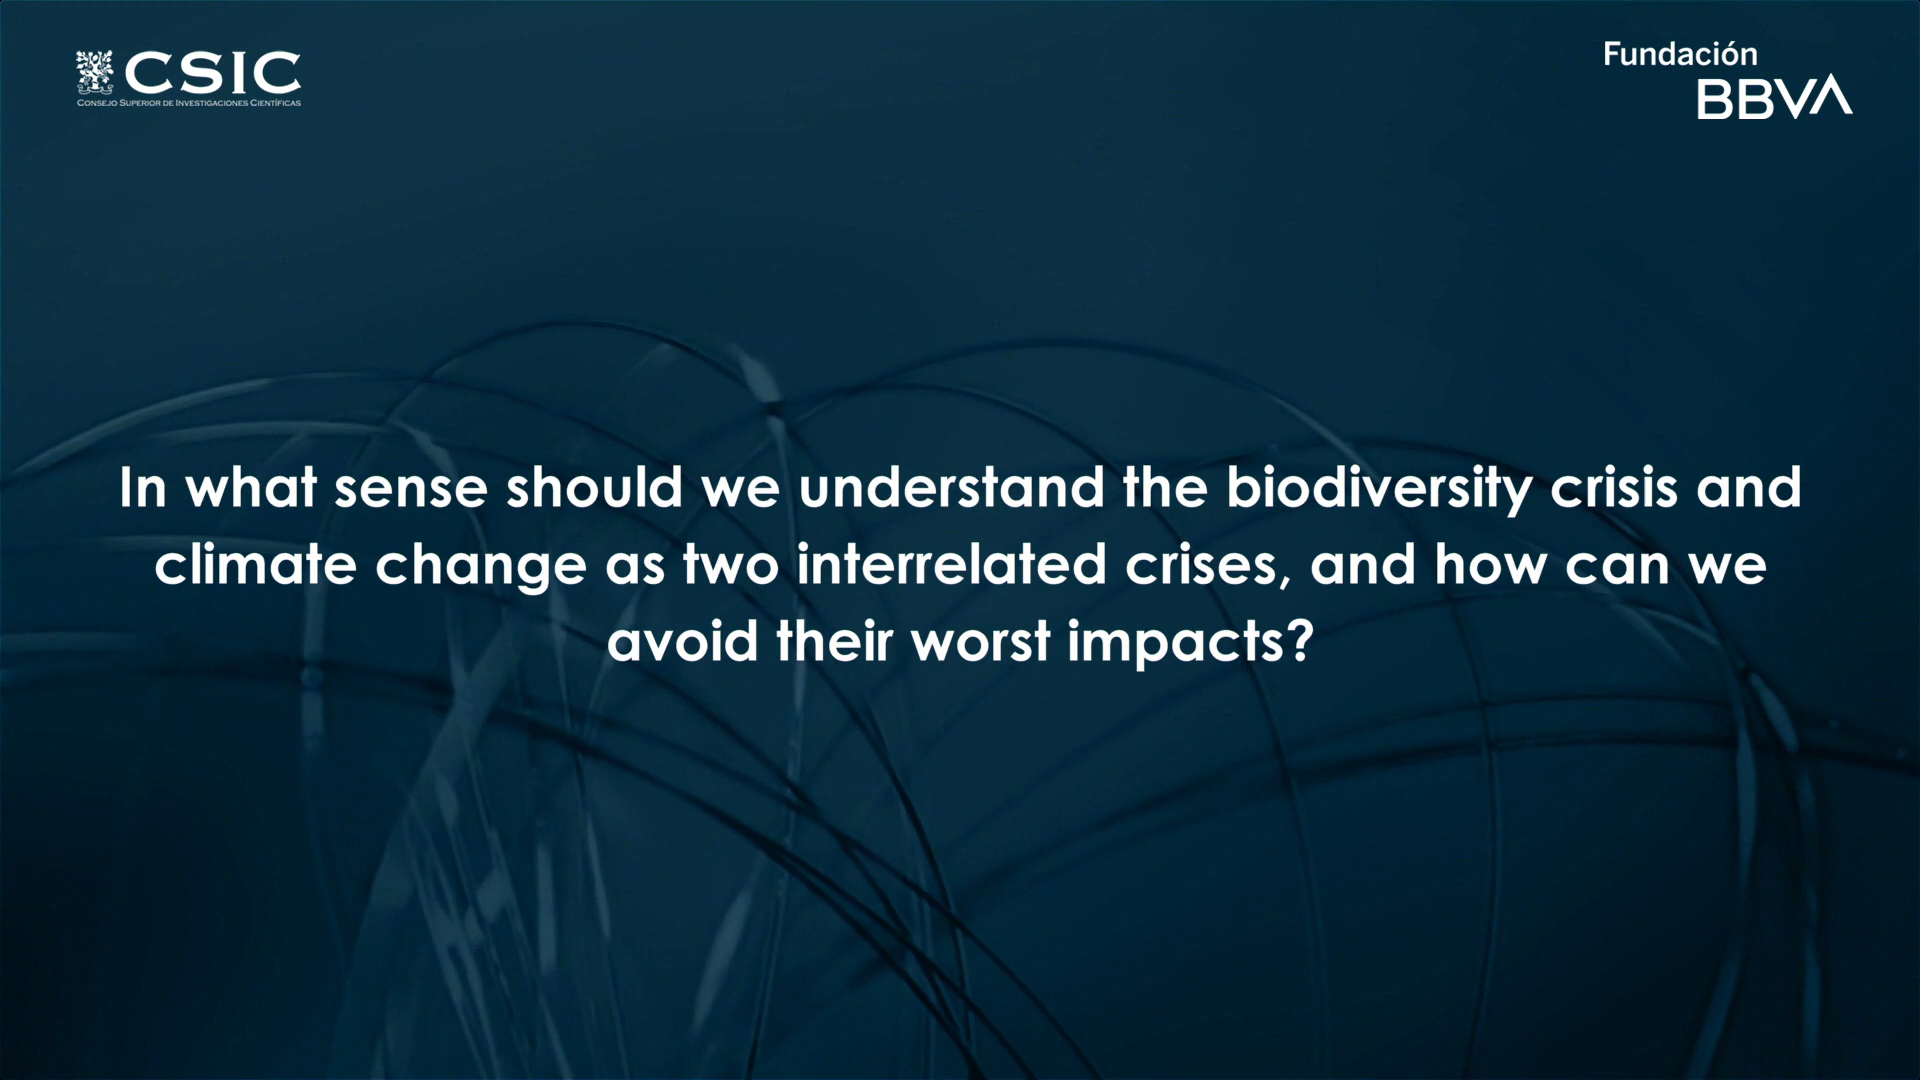 CSIC
CONSEJO SUPERIOR DE INVESTIGACIONES CIENTÍFICAS
Fundación
BBVA
In what sense should we understand the biodiversity crisis and
climate change as two interrelated crises, and how can we
avoid their worst impacts?